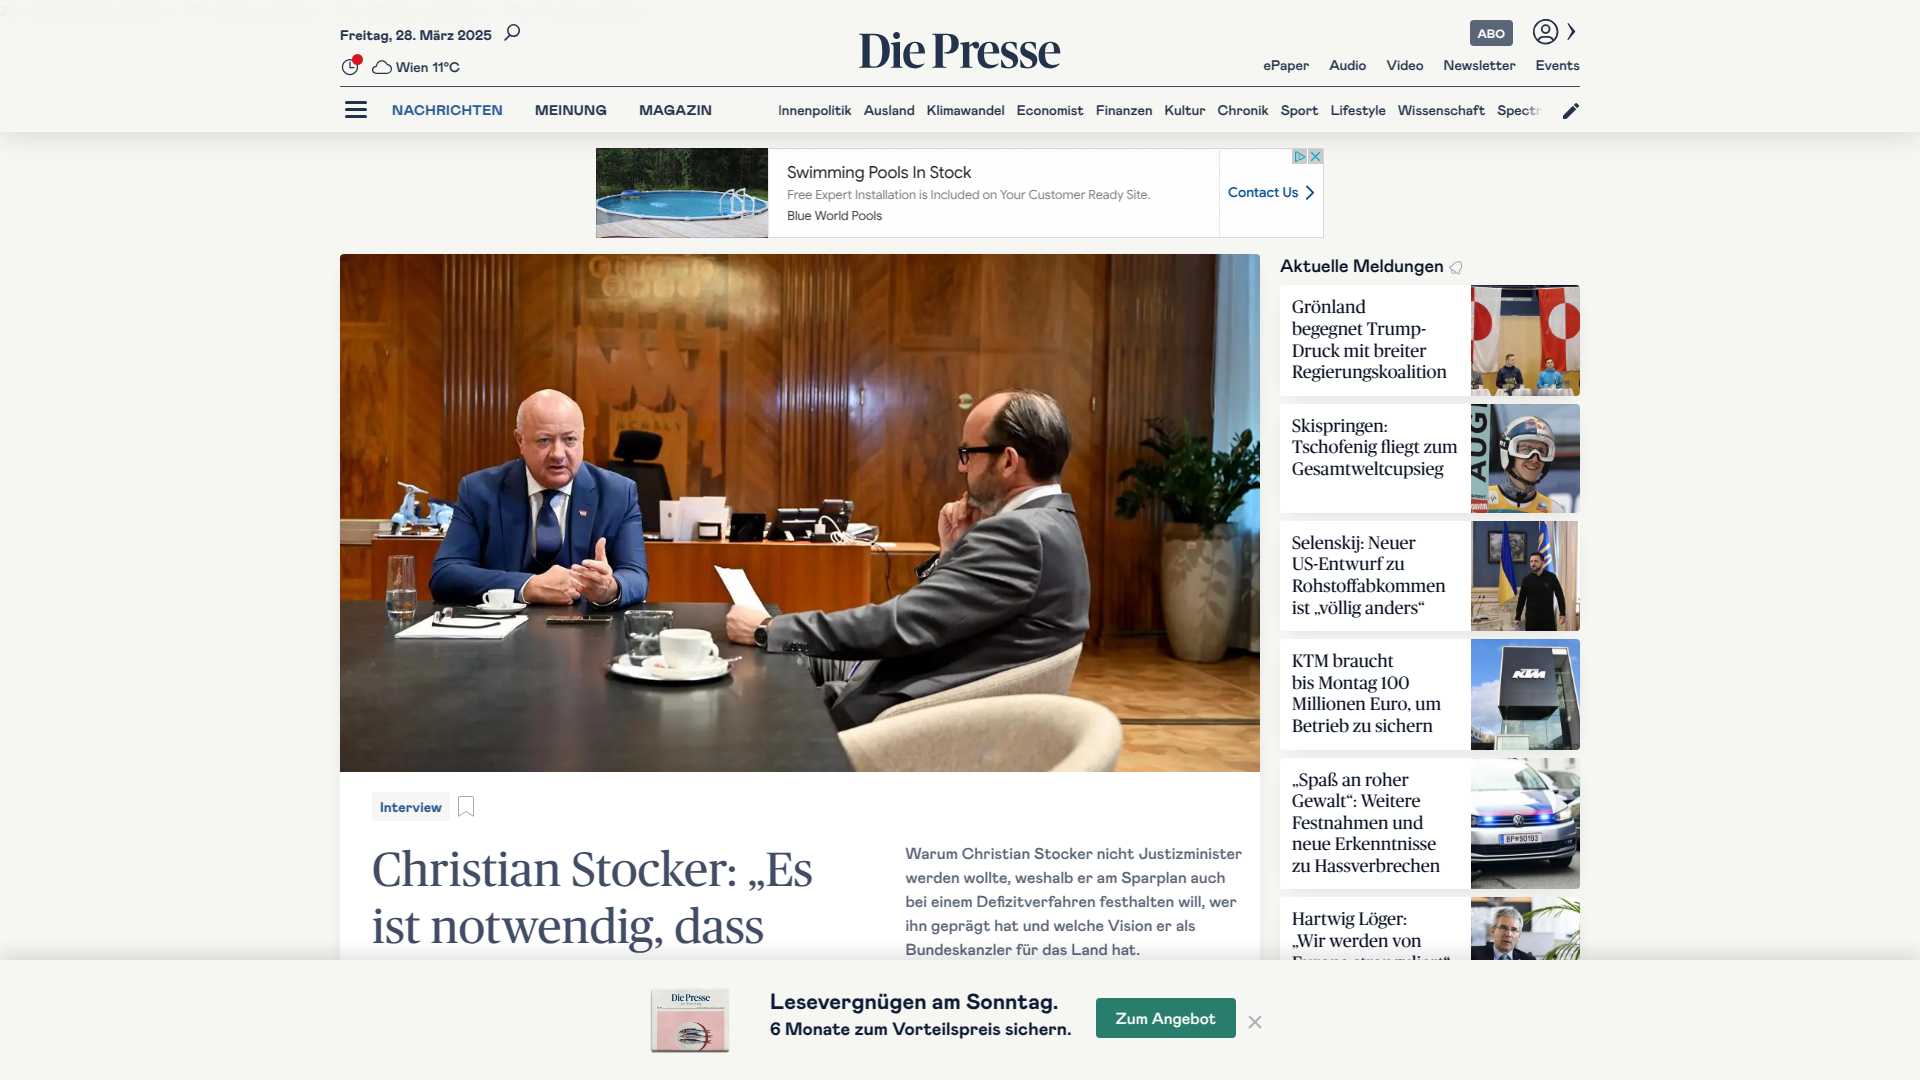 Freitag, 28. März 2025
Wien 11°C
Die Presse
ABO
ePaper Audio Video Newsletter Events
NACHRICHTEN MEINUNG MAGAZIN
Innenpolitik Ausland Klimawandel Economist Finanzen Kultur Chronik Sport Lifestyle Wissenschaft Spectr
Swimming Pools In Stock
Free Expert Installation is Included on Your Customer Ready Site.
Blue World Pools
Contact Us
Interview
Christian Stocker: „Es
ist notwendig, dass
Warum Christian Stocker nicht Justizminister
werden wollte, weshalb er am Sparplan auch
bei einem Defizitverfahren festhalten will, wer
ihn geprägt hat und welche Vision er als
Bundeskanzler für das Land hat.
Aktuelle Meldungen
Grönland
begegnet Trump-
Druck mit breiter
Regierungskoalition
Skispringen:
Tschofenig fliegt zum
Gesamtweltcupsieg
AUGI
Selenskij: Neuer
US-Entwurf zu
Rohstoffabkommen
ist „völlig anders“
KTM braucht
bis Montag 100
Millionen Euro, um
Betrieb zu sichern
KTM
„Spaß an roher
Gewalt“: Weitere
Festnahmen und
neue Erkenntnisse
zu Hassverbrechen
Hartwig Löger:
„Wir werden von
Die Presse
Lesevergnügen am Sonntag.
6 Monate zum Vorteilspreis sichern.
Zum Angebot